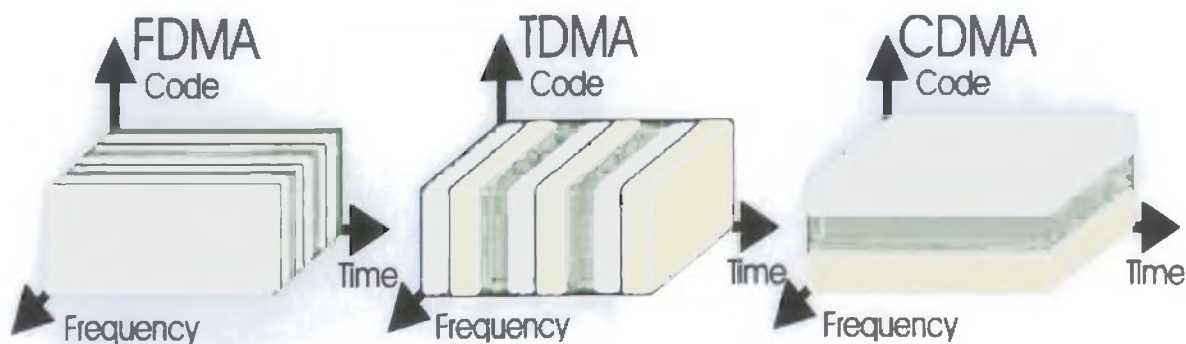 FDMA
Code
Time
Frequency
TDMA
Code
Time
Frequency
CDMA
Code
Time
Frequency